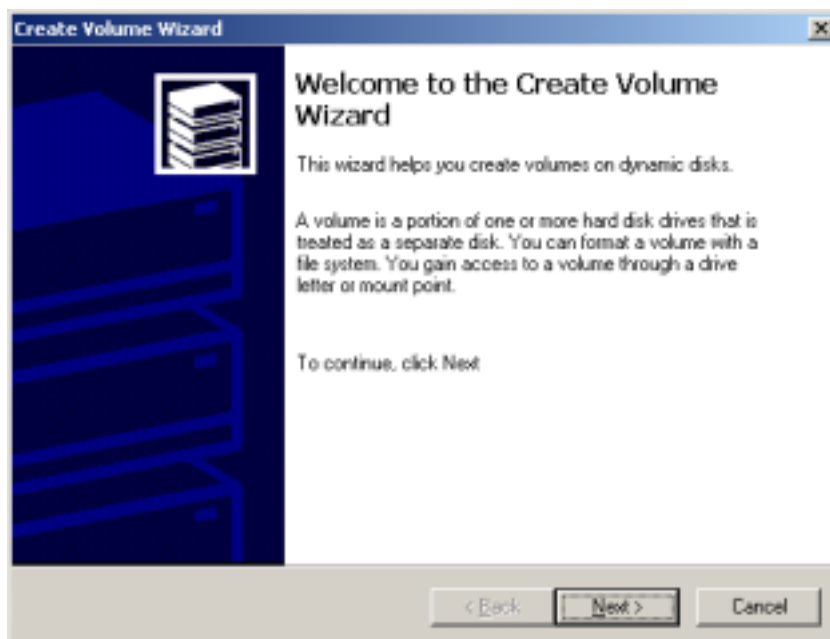 Create Volume Wizard
Welcome to the Create Volume
Wizard
This wizard helps you create volumes on dynamic disks.
A volume is a portion of one or more hard disk drives that is
treated as a separate disk. You can format a volume with a
file system. You gain access to a volume through a drive
letter or mount point.
To continue, click Next
< Back Next > Cancel